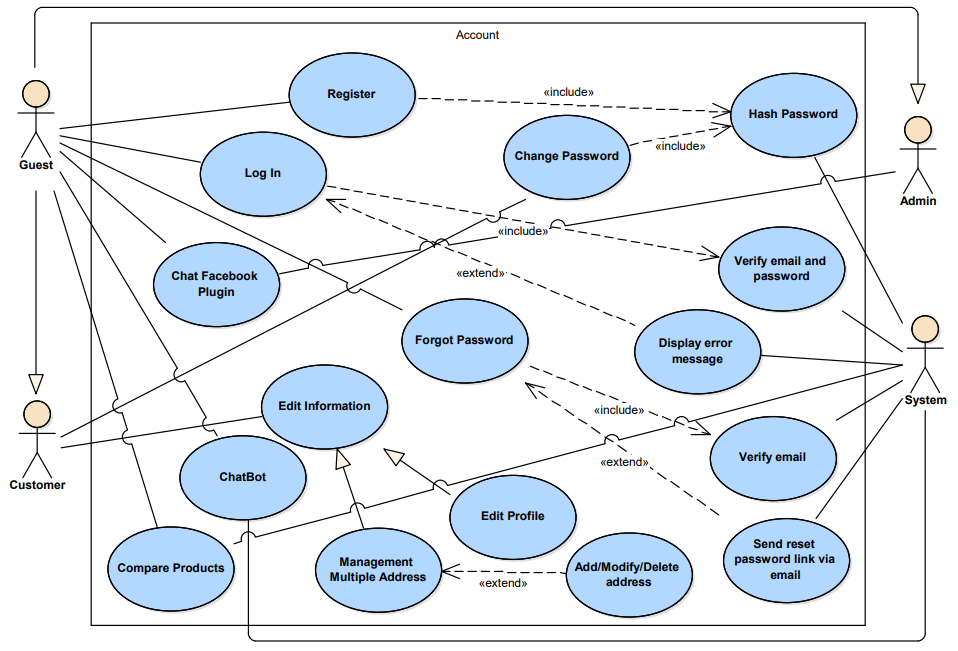 Account
Register
«include»
Hash Password
Change Password
«include»
Guest
Log In
Admin
«include»
Chat Facebook
Plugin
«extend»
Verify email and
password
Forgot Password
Display error
message
System
Edit Information
«include»
Customer
ChatBot
«extend»
Verify email
Edit Profile
Compare Products
Management
Multiple Address
«extend»
Add/Modify/Delete
address
Send reset
password link via
email